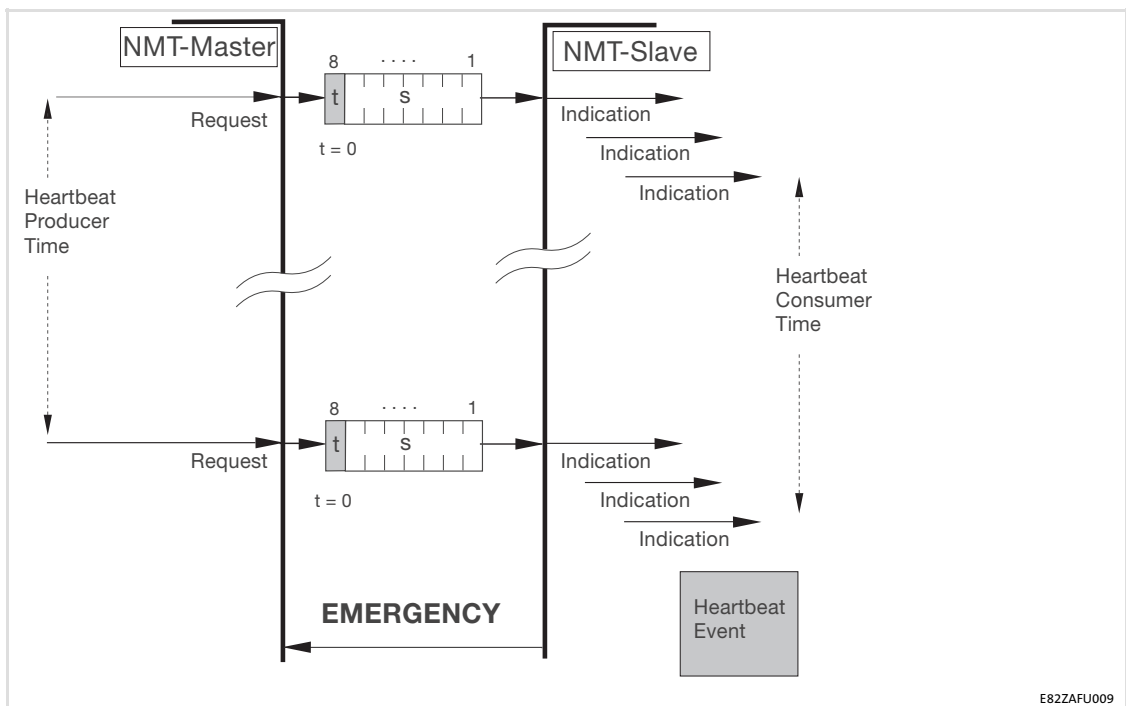 NMT-Master
NMT-Slave
8 . . . . 1
t s
Request
t = 0
Indication
Indication
Indication
Heartbeat
Producer
Time
Heartbeat
Consumer
Time
8 . . . . 1
t s
Request
t = 0
Indication
Indication
Indication
EMERGENCY
Heartbeat
Event
E82ZAFU009